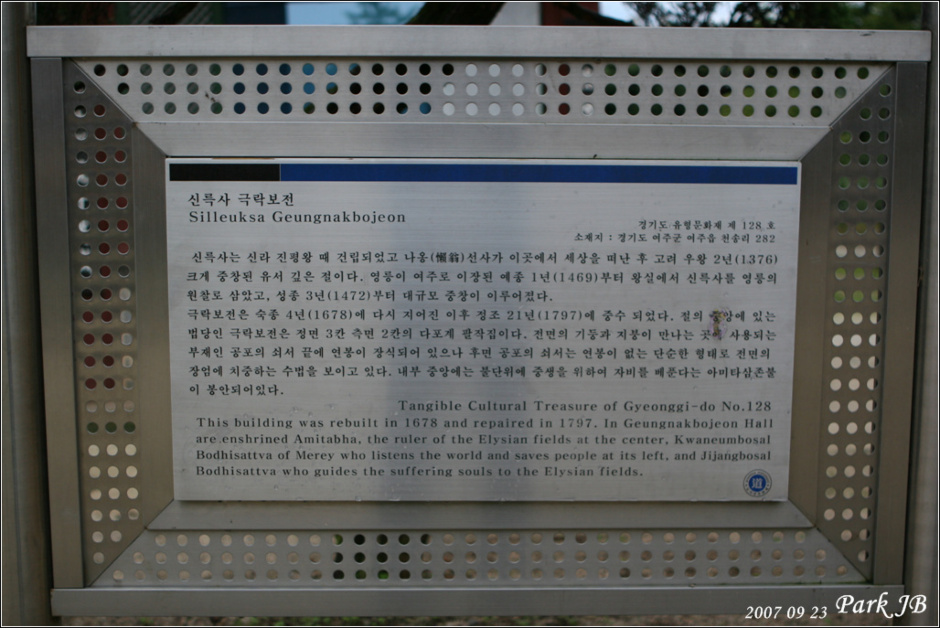 신륵사 극락보전
Silleuksa Geungnakbojeon
경기도 유형문화재 제 128 호
소재지 : 경기도 여주군 여주읍 천송리 282
신륵사는 신라 진평왕 때 건립되었고 나옹(懶翁)선사가 이곳에서 세상을 떠난 후 고려 우왕 2년(1376)
크게 중창된 유서 깊은 절이다. 영릉이 여주로 이장된 예종 1년(1469)부터 왕실에서 신륵사를 영릉의
원찰로 삼았고, 성종 3년(1472)부터 대규모 중창이 이루어졌다.
극락보전은 숙종 4년(1678)에 다시 지어진 이후 정조 21년(1797)에 중수 되었다. 절의 중앙에 있는
법당인 극락보전은 정면 3칸 측면 2칸의 다포계 팔작집이다. 전면의 기둥과 지붕이 만나는 곳에 사용되는
부재인 공포의 쇠서 끝에 연봉이 장식되어 있으나 후면 공포의 쇠서는 연봉이 없는 단순한 형태로 전면의
장엄에 치중하는 수법을 보이고 있다. 내부 중앙에는 불단위에 중생을 위하여 자비를 베푼다는 아미타삼존불
이 봉안되어있다.
Tangible Cultural Treasure of Gyeonggi-do No.128
This building was rebuilt in 1678 and repaired in 1797. In Geungnakbojeon Hall
are enshrined Amitabha, the ruler of the Elysian fields at the center, Kwaneumbosal
Bodhisattva of Merey who listens the world and saves people at its left, and Jijangbosal
Bodhisattva who guides the suffering souls to the Elysian fields.
道
2007 09 23 Park JB